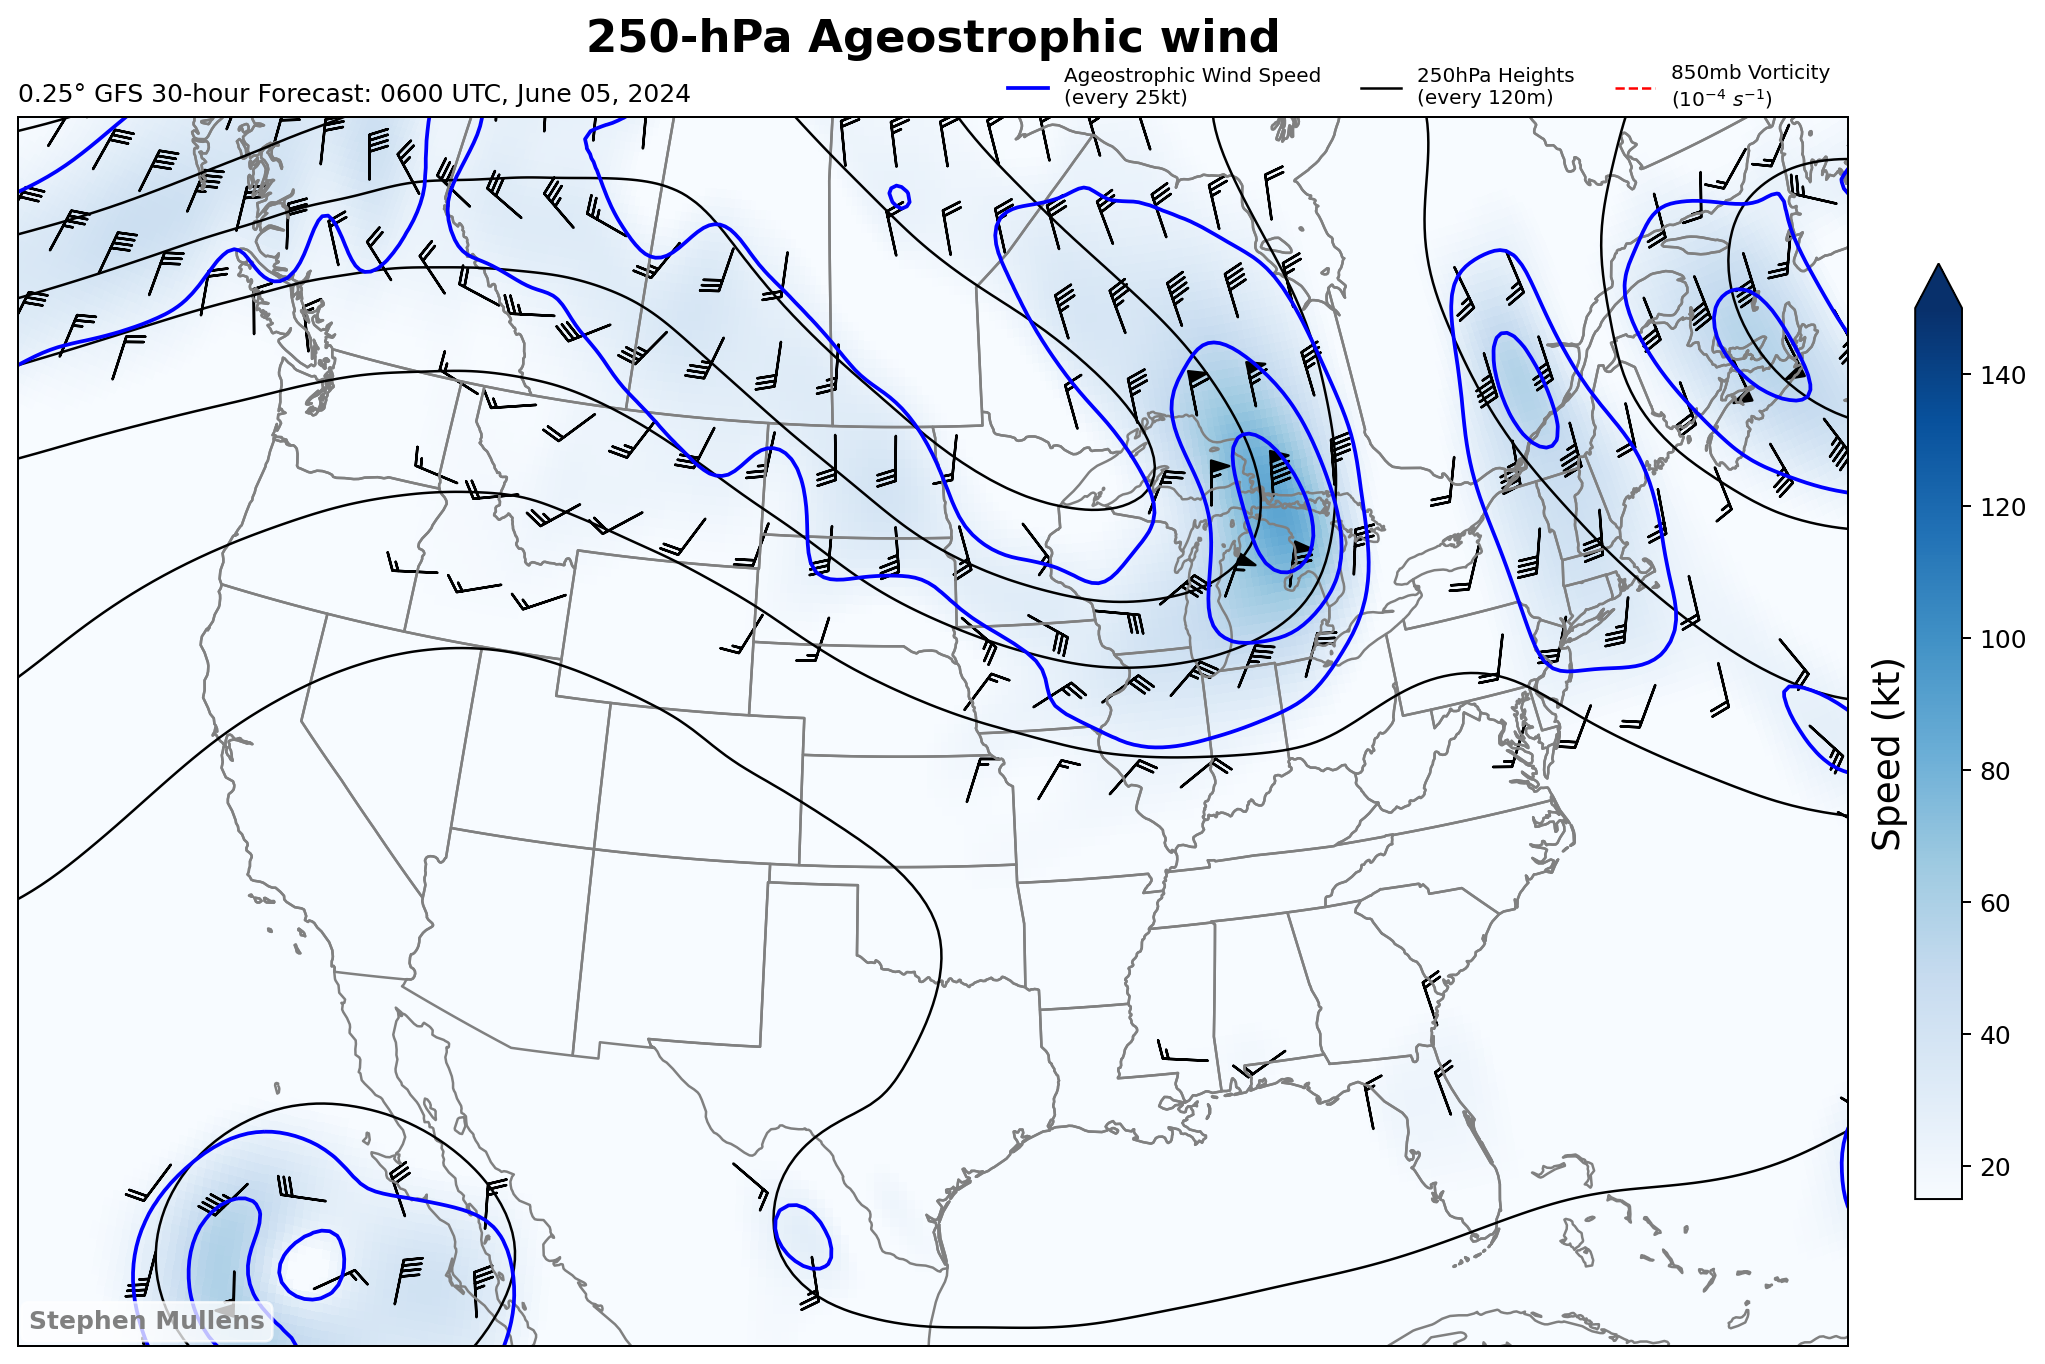 250-hPa Ageostrophic wind
0.25° GFS 30-hour Forecast: 0600 UTC, June 05, 2024
Ageostrophic Wind Speed
(every 25kt)
250hPa Heights
(every 120m)
850mb Vorticity
(10⁻⁴ s⁻¹)
140
120
100
80
60
40
20
Speed (kt)
Stephen Mullens